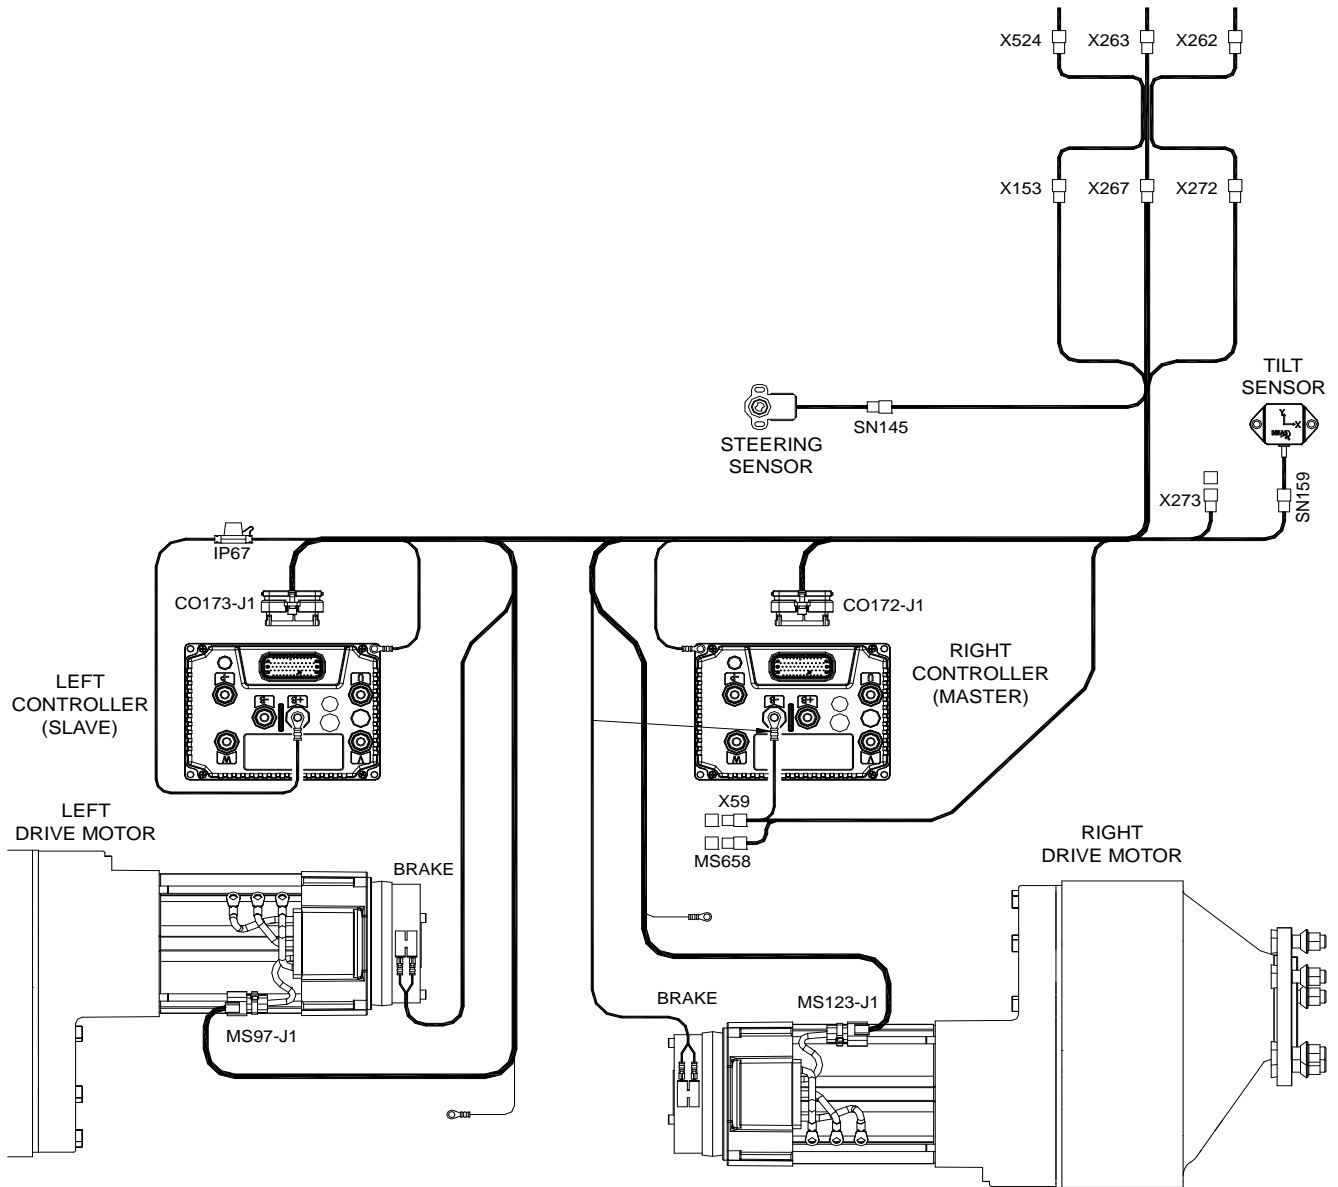 X524
X263
X262
X153
X267
X272
TILT
SENSOR
Y
X
MEAS
SN145
STEERING
SENSOR
X273
SN159
IP67
CO173-J1
CO172-J1
LEFT
CONTROLLER
(SLAVE)
RIGHT
CONTROLLER
(MASTER)
U
B-
B+
W
V
U
B-
B+
W
V
X59
MS658
LEFT
DRIVE MOTOR
BRAKE
MS97-J1
RIGHT
DRIVE MOTOR
BRAKE
MS123-J1